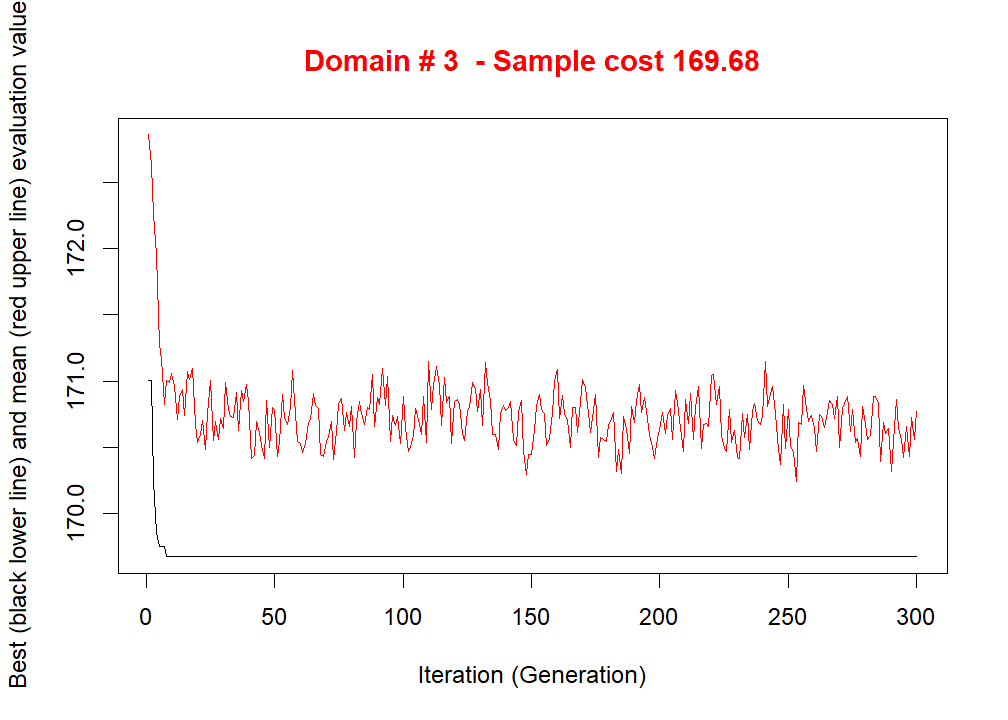 Domain # 3  - Sample cost 169.68
Best (black lower line) and mean (red upper line) evaluation value
172.0
171.0
170.0
0 50 100 150 200 250 300
Iteration (Generation)